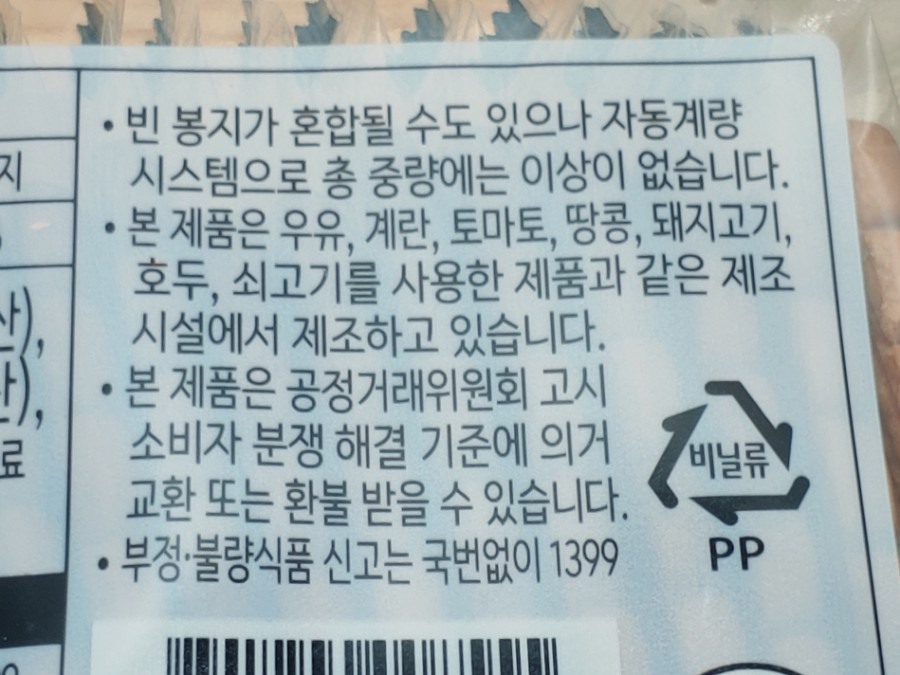 • 빈 봉지가 혼합될 수도 있으나 자동계량
시스템으로 총 중량에는 이상이 없습니다.
• 본 제품은 우유, 계란, 토마토, 땅콩, 돼지고기,
호두, 쇠고기를 사용한 제품과 같은 제조
시설에서 제조하고 있습니다.
• 본 제품은 공정거래위원회 고시
소비자 분쟁 해결 기준에 의거
교환 또는 환불 받을 수 있습니다.
• 부정·불량식품 신고는 국번없이 1399
비닐류
PP
지
료